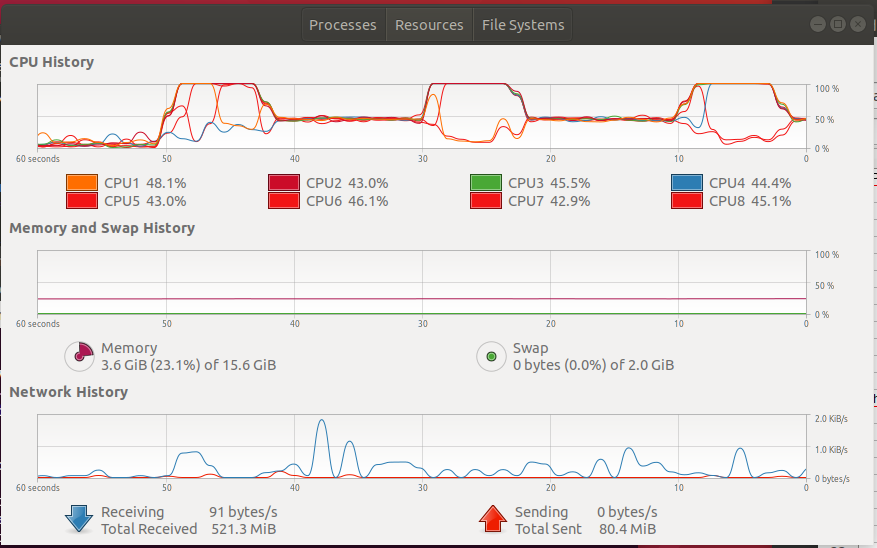 Processes Resources File Systems
CPU History
100 %
50 %
0 %
60 seconds 50 40 30 20 10 0
CPU1 48.1% CPU2 43.0% CPU3 45.5% CPU4 44.4%
CPU5 43.0% CPU6 46.1% CPU7 42.9% CPU8 45.1%
Memory and Swap History
100 %
50 %
0 %
60 seconds 50 40 30 20 10 0
Memory
3.6 GiB (23.1%) of 15.6 GiB
Swap
0 bytes (0.0%) of 2.0 GiB
Network History
2.0 KiB/s
1.0 KiB/s
0 bytes/s
60 seconds 50 40 30 20 10 0
Receiving 91 bytes/s
Total Received 521.3 MiB
Sending 0 bytes/s
Total Sent 80.4 MiB